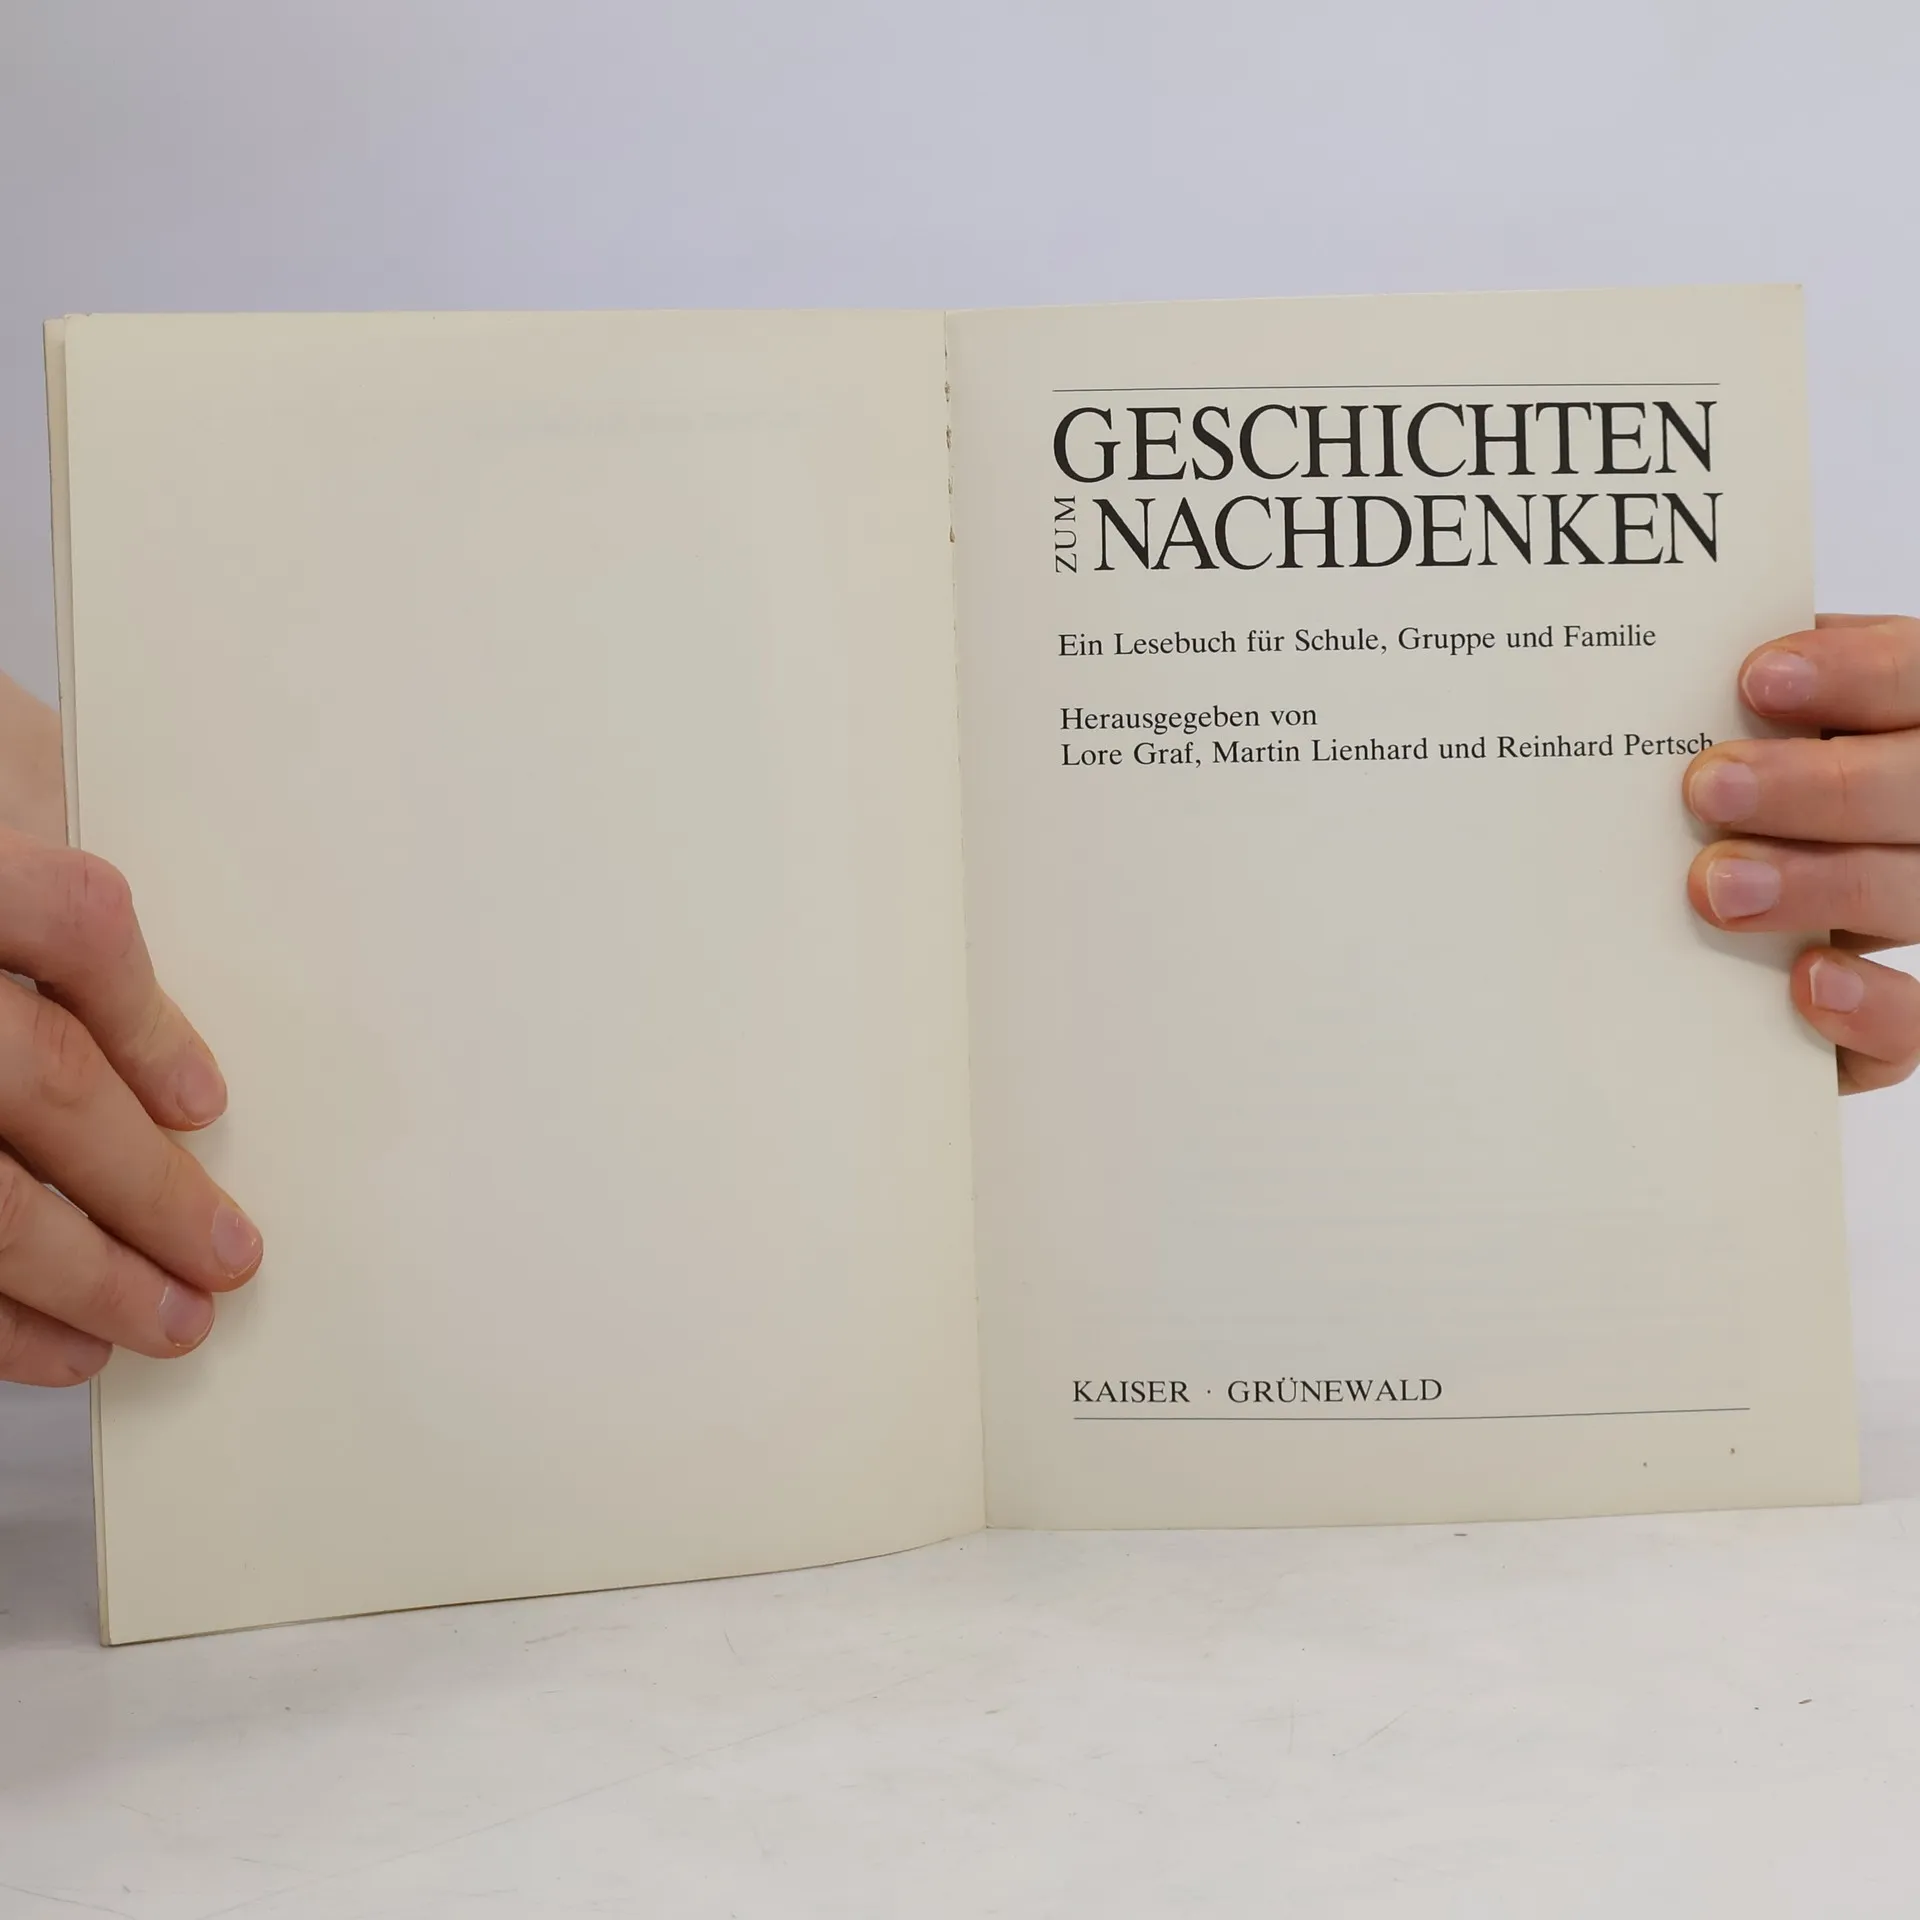 GESCHICHTEN
ZUM NACHDENKEN
Ein Lesebuch für Schule, Gruppe und Familie
Herausgegeben von
Lore Graf, Martin Lienhard und Reinhard Pertsch
KAISER · GRÜNEWALD